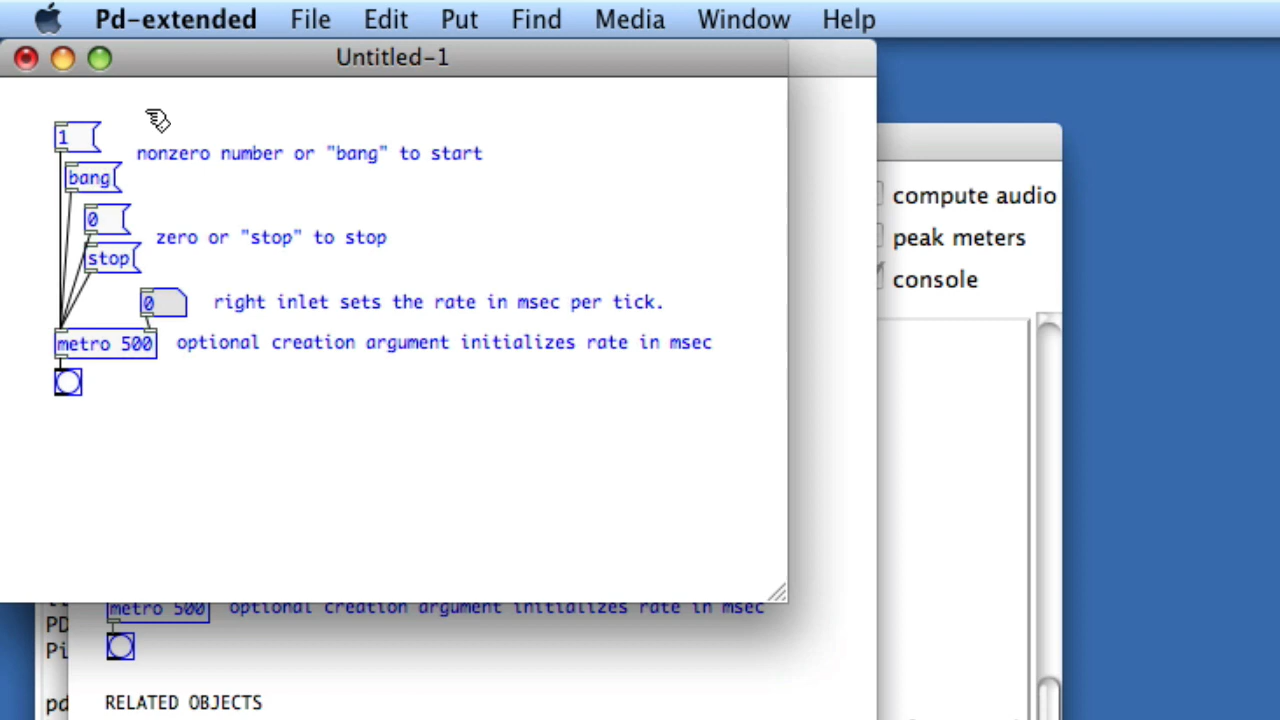 Pd-extended File Edit Put Find Media Window Help
Untitled-1
1
nonzero number or "bang" to start
bang
0
zero or "stop" to stop
stop
0 right inlet sets the rate in msec per tick.
metro 500 optional creation argument initializes rate in msec
compute audio
peak meters
console
metro 500 optional creation argument initializes rate in msec
PD
Pi
pd
RELATED OBJECTS